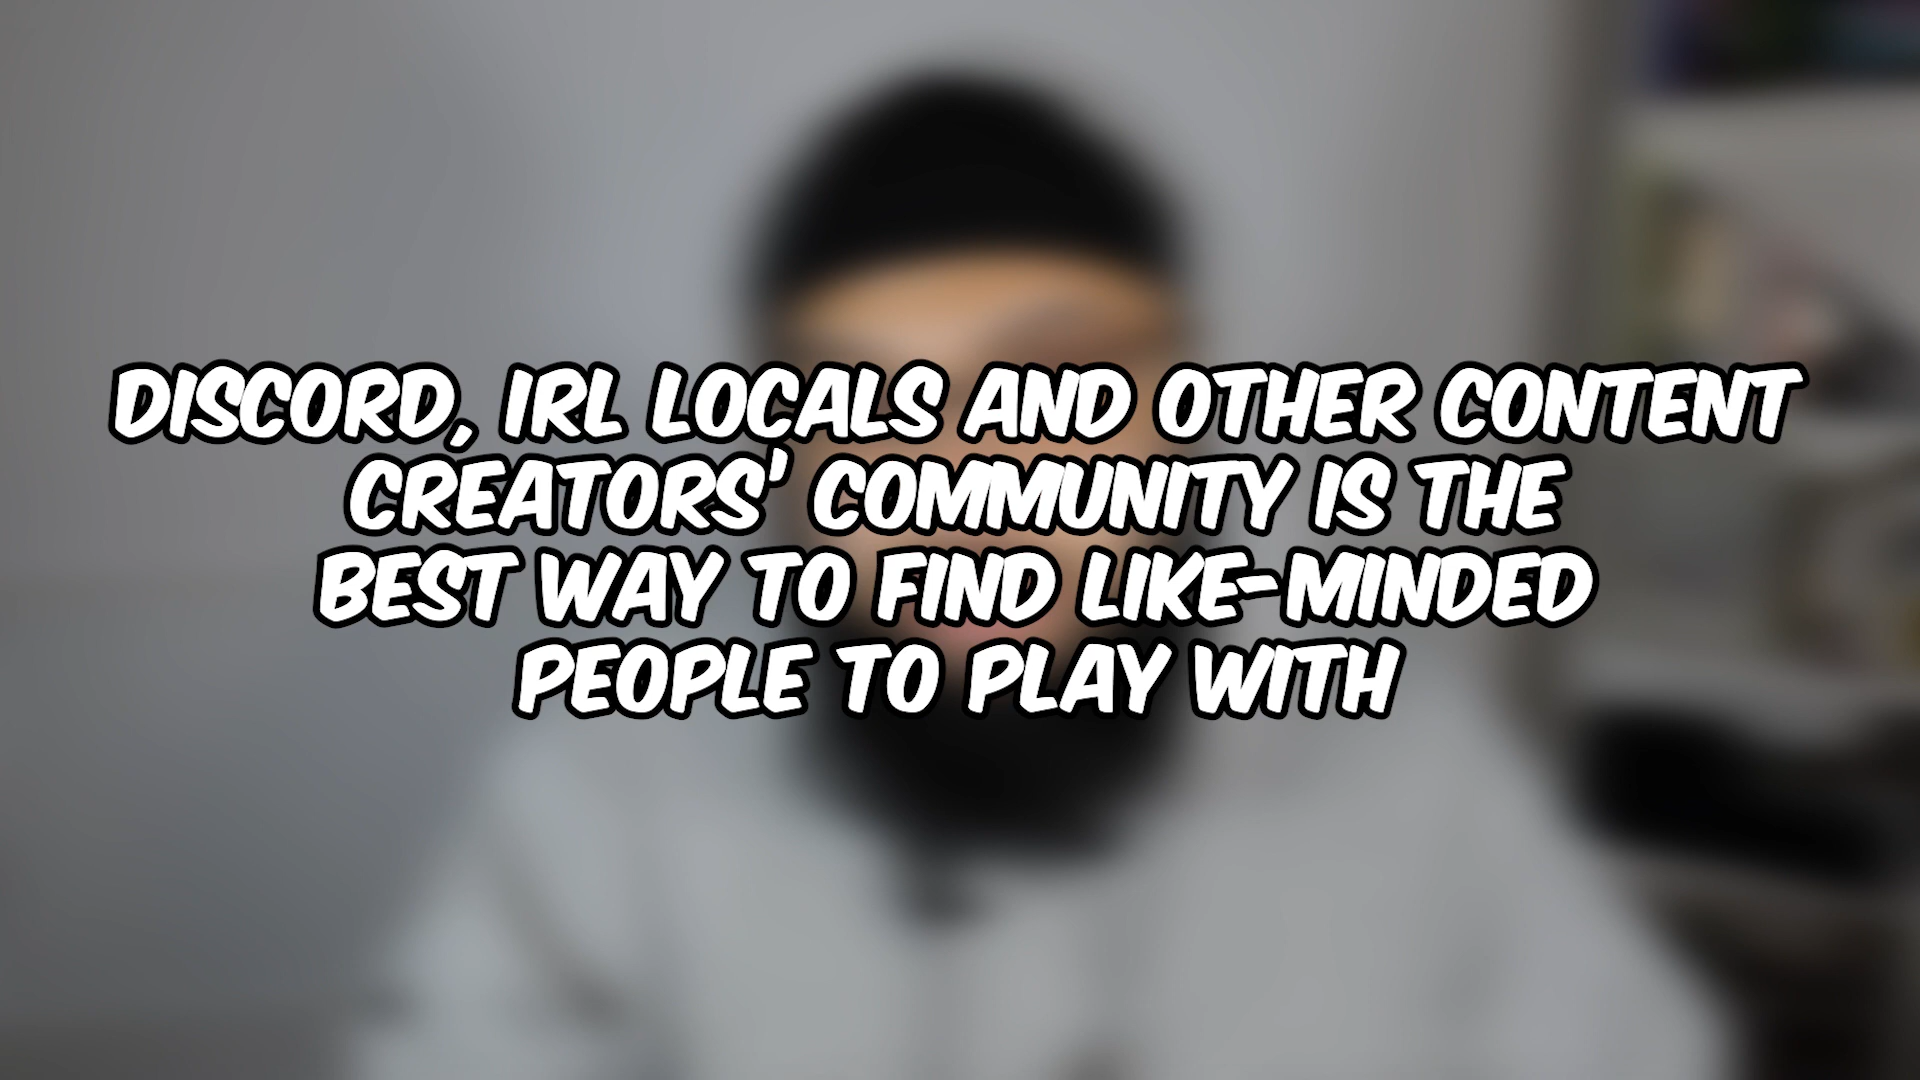 DISCORD, IRL LOCALS AND OTHER CONTENT
CREATORS' COMMUNITY IS THE
BEST WAY TO FIND LIKE-MINDED
PEOPLE TO PLAY WITH